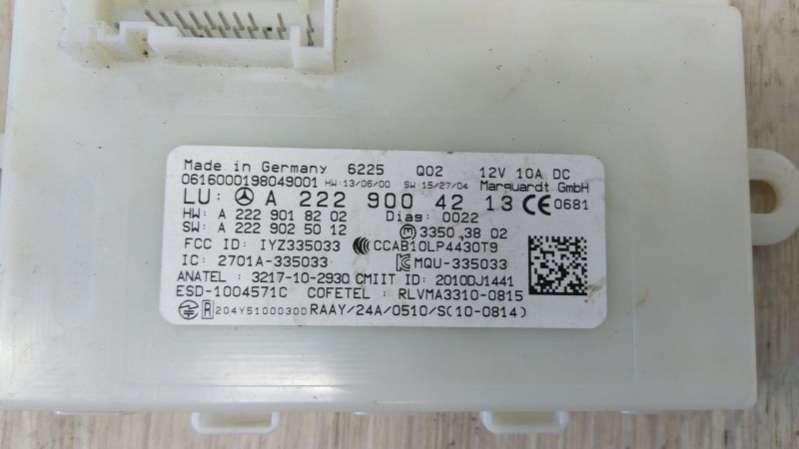 Made in Germany 6225 Q02 12V 10A DC
0616000198049001 HW:13/06/00 SW:15/27/04 Marquardt GmbH
LU: A 222 900 42 13 CE 0681
HW: A 222 901 82 02 Diag: 0022
SW: A 222 902 50 12 3350 3802
FCC ID: IYZ335033 CCAB10LP4430T9
IC: 2701A-335033 MQU-335033
ANATEL : 3217-10-2930 CMIIT ID: 2010DJ1441
ESD-1004571C COFETEL : RLVMA3310-0815
R 204Y51000300 RAAY/24A/0510/S(10-0814)